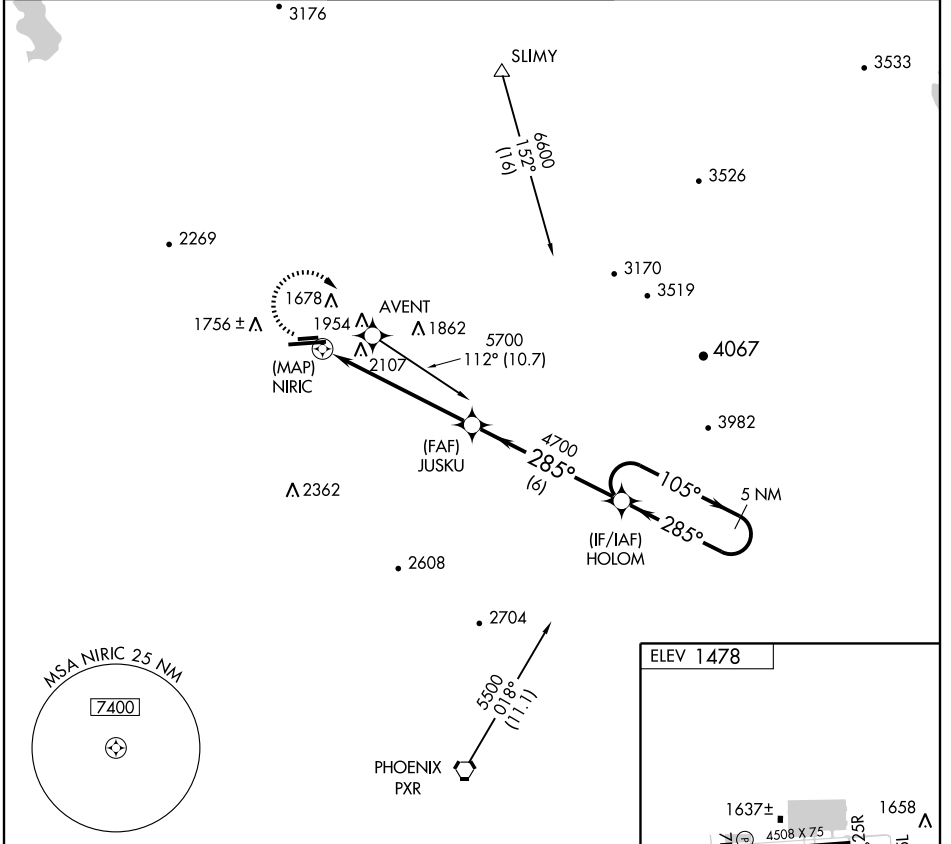 3176
SLIMY
3533
6600
152°
(16)
3526
2269
3170
3519
1678
AVENT
1756 ±
1954
1862
5700
112° (10.7)
4067
2107
(MAP)
NIRIC
3982
(FAF)
JUSKU
4700
285°
(6)
105°
5 NM
2362
285°
(IF/IAF)
HOLOM
2608
2704
MSA NIRIC 25 NM
7400
5500
018°
(11.1)
PHOENIX
PXR
ELEV 1478
1637±
1658
4508 X 75
25R
P